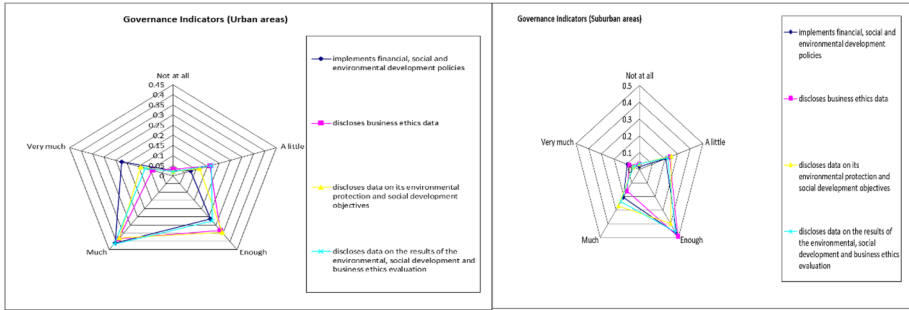 Governance Indicators (Urban areas)
Not at all
0.45
0.4
0.35
0.3
0.25
0.2
0.15
0.1
0.05
0
A little
Enough
Much
Very much
implements financial, social and
environmental development
policies
discloses business ethics data
discloses data on its environmental
protection and social development
objectives
discloses data on the results of the
environmental, social development and
business ethics evaluation
Governance Indicators (Suburban areas)
Not at all
0.5
0.4
0.3
0.2
0.1
0
A little
Enough
Much
Very much
implements financial, social and
environmental development
policies
discloses business ethics data
discloses data on its
environmental protection and
social development objectives
discloses data on the results of
the environmental, social
development and business ethics
evaluation